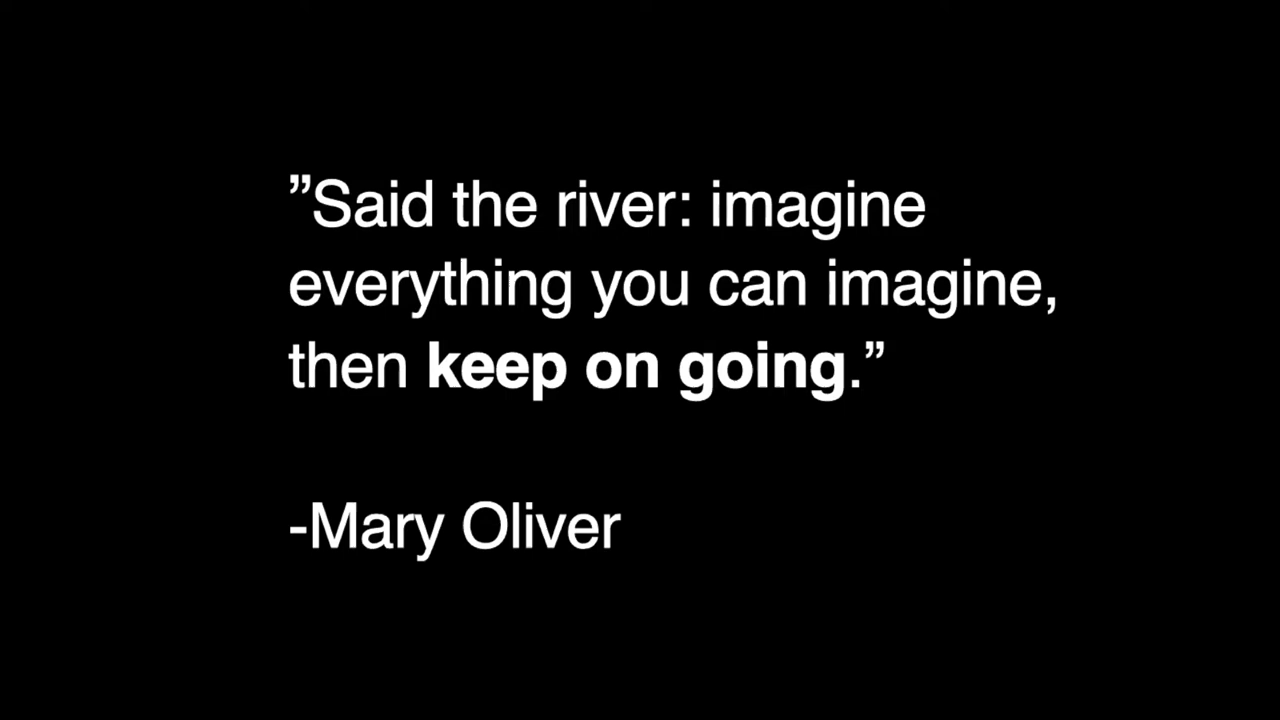 ”Said the river: imagine
everything you can imagine,
then keep on going.”
-Mary Oliver